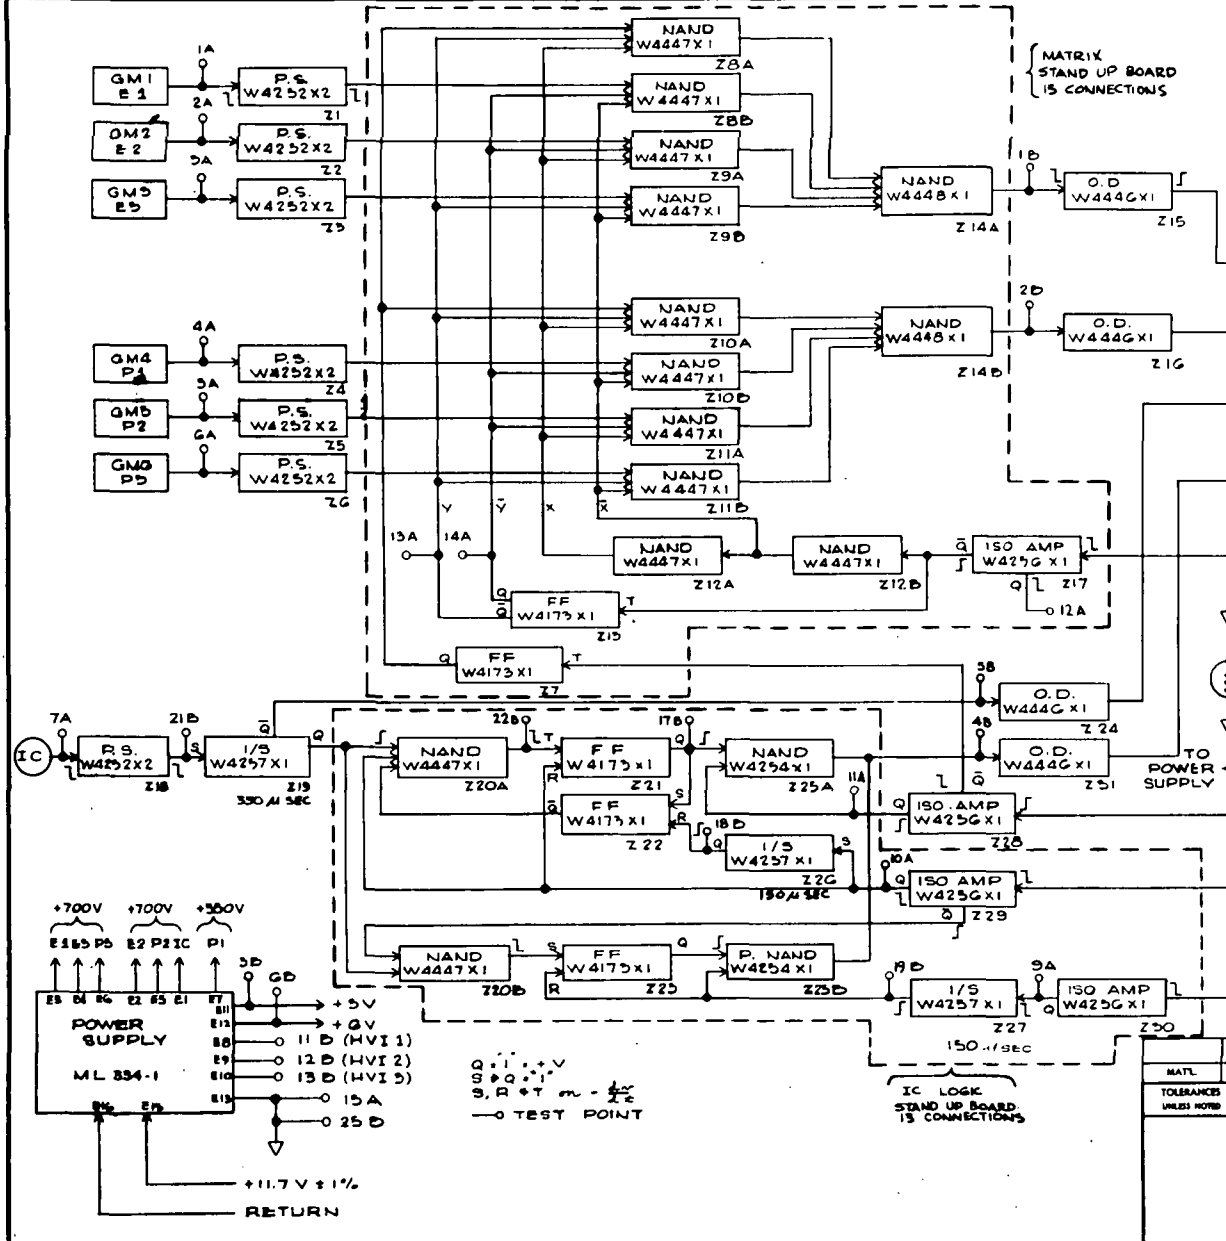 NAND
W4447X1
Z8A
{ MATRIX
STAND UP BOARD
15 CONNECTIONS
1A
GM1
E1
P.S.
W4252X2
Z1
NAND
W4447X1
Z8B
2A
GM2
E2
P.S.
W4252X2
Z2
NAND
W4447X1
Z9A
3A
GM3
E3
P.S.
W4252X2
Z3
NAND
W4447X1
Z9B
NAND
W4448X1
Z14A
1B
O.D
W4446X1
Z15
NAND
W4447X1
Z10A
NAND
W4448X1
Z14B
2B
O.D.
W4446X1
Z16
4A
GM4
P1
P.S.
W4252X2
Z4
NAND
W4447X1
Z10B
5A
GM5
P2
P.S.
W4252X2
Z5
NAND
W4447X1
Z11A
6A
GM6
P3
P.S.
W4252X2
Z6
NAND
W4447X1
Z11B
Y
Y̅
X
X̅
13A
14A
NAND
W4447X1
Z12A
NAND
W4447X1
Z12B
Q̅
ISO AMP
W4256X1
Z17
Q
12A
Q
Q̅
FF
W4173X1
T
Z13
Q
FF
W4173X1
T
Z7
3B
O.D.
W4446X1
Z24
IC
7A
P.S.
W4252X2
Z18
21B
S
Q̅
Q
1/S
W4257X1
Z19
350 µ SEC
NAND
W4447X1
Z20A
22B
T
R
FF
W4173X1
Z21
Q
17B
NAND
W4254X1
Z25A
4B
O.D.
W4446X1
Z31
TO
POWER
SUPPLY
Q̅
FF
W4173X1
S
R
Z22
18B
Q
1/S
W4257X1
S
Z26
150 µ SEC
11A
Q
Q̅
ISO AMP
W4256X1
Z28
10A
Q
ISO AMP
W4256X1
Q̅
Z29
NAND
W4447X1
Z20B
S
R
FF
W4173X1
Z23
Q
P. NAND
W4254X1
Z25B
19B
1/S
W4257X1
Z27
150 µ SEC
9A
Q
ISO AMP
W4256X1
Z30
+700V
+700V
+550V
E1 E3 P3
E2 P2 IC
P1
E3
E4
E6
E2
E5
E1
E7
5B
6B
POWER
SUPPLY
ML 334-1
E11
+5V
E12
+6V
E8
11B (HVI 1)
E9
12B (HVI 2)
E10
13B (HVI 3)
E13
15A
25B
E16
E15
+11.7V ± 1%
RETURN
TEST POINT
IC LOGIC
STAND UP BOARD
15 CONNECTIONS
MAT'L
TOLERANCES
UNLESS NOTED